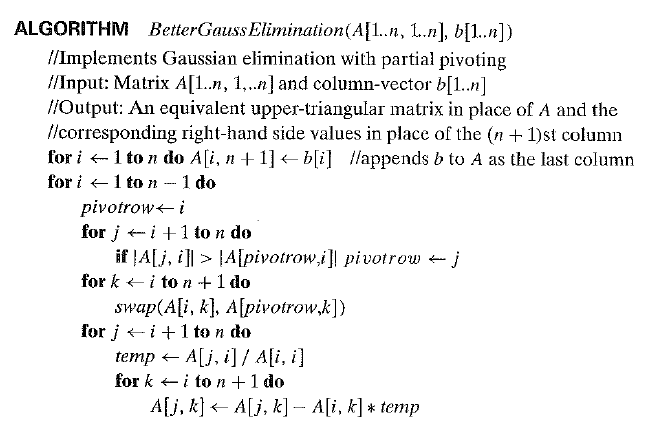 ALGORITHM BetterGaussElimination(A[1..n, 1..n], b[1..n])
//Implements Gaussian elimination with partial pivoting
//Input: Matrix A[1..n, 1,..n] and column-vector b[1..n]
//Output: An equivalent upper-triangular matrix in place of A and the
//corresponding right-hand side values in place of the (n + 1)st column
for i ← 1 to n do A[i, n + 1] ← b[i] //appends b to A as the last column
for i ← 1 to n − 1 do
pivotrow ← i
for j ← i + 1 to n do
if |A[j, i]| > |A[pivotrow,i]| pivotrow ← j
for k ← i to n + 1 do
swap(A[i, k], A[pivotrow,k])
for j ← i + 1 to n do
temp ← A[j, i] / A[i, i]
for k ← i to n + 1 do
A[j, k] ← A[j, k] − A[i, k] * temp